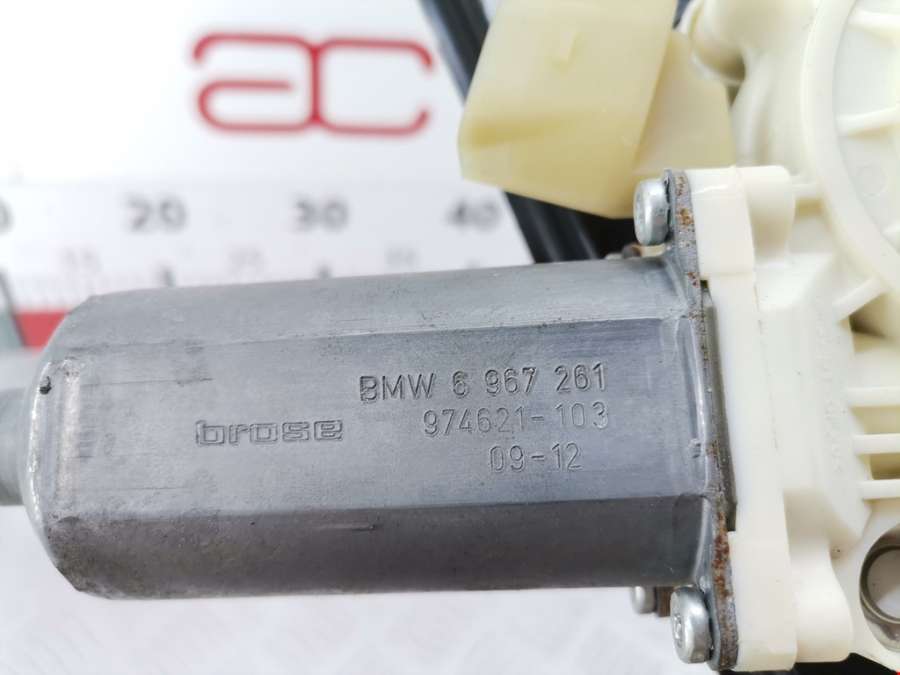 ac
20 30 40
BMW 6 967 261
brose 974621-103
09-12